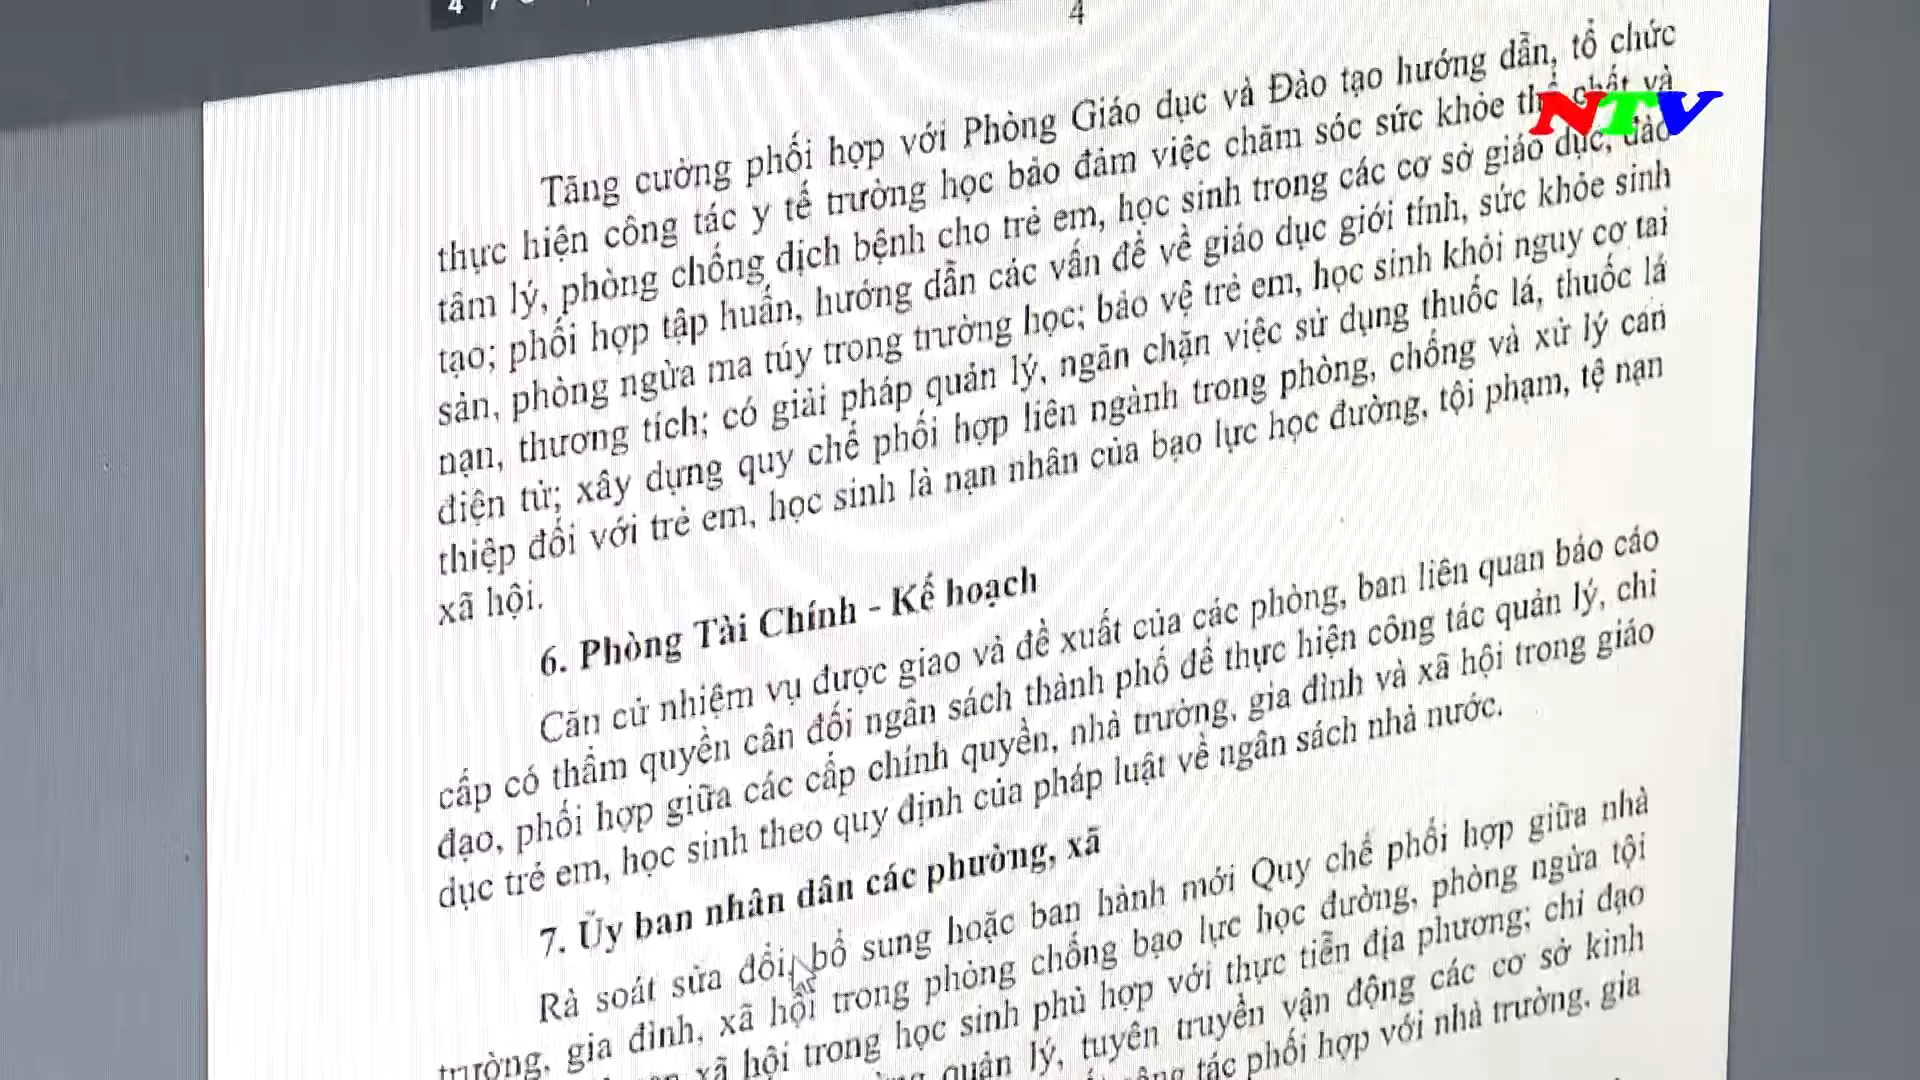 4
Tăng cường phối hợp với Phòng Giáo dục và Đào tạo hướng dẫn, tổ chức
thực hiện công tác y tế trường học bảo đảm việc chăm sóc sức khỏe thể chất và
NTV
tâm lý, phòng chống dịch bệnh cho trẻ em, học sinh trong các cơ sở giáo dục, đào
tạo; phối hợp tập huấn, hướng dẫn các vấn đề về giáo dục giới tính, sức khỏe sinh
sản, phòng ngừa ma túy trong trường học; bảo vệ trẻ em, học sinh khỏi nguy cơ tai
nạn, thương tích; có giải pháp quản lý, ngăn chặn việc sử dụng thuốc lá, thuốc lá
điện tử; xây dựng quy chế phối hợp liên ngành trong phòng, chống và xử lý can
thiệp đối với trẻ em, học sinh là nạn nhân của bạo lực học đường, tội phạm, tệ nạn
xã hội.
6. Phòng Tài Chính - Kế hoạch
Căn cứ nhiệm vụ được giao và đề xuất của các phòng, ban liên quan báo cáo
cấp có thẩm quyền cân đối ngân sách thành phố để thực hiện công tác quản lý, chỉ
đạo, phối hợp giữa các cấp chính quyền, nhà trường, gia đình và xã hội trong giáo
dục trẻ em, học sinh theo quy định của pháp luật về ngân sách nhà nước.
7. Ủy ban nhân dân các phường, xã
Rà soát sửa đổi, bổ sung hoặc ban hành mới Quy chế phối hợp giữa nhà
trường, gia đình, xã hội trong phòng chống bạo lực học đường, phòng ngừa tội
xã hội trong học sinh phù hợp với thực tiễn địa phương; chỉ đạo
quản lý, tuyên truyền vận động các cơ sở kinh
công tác phối hợp với nhà trường, gia